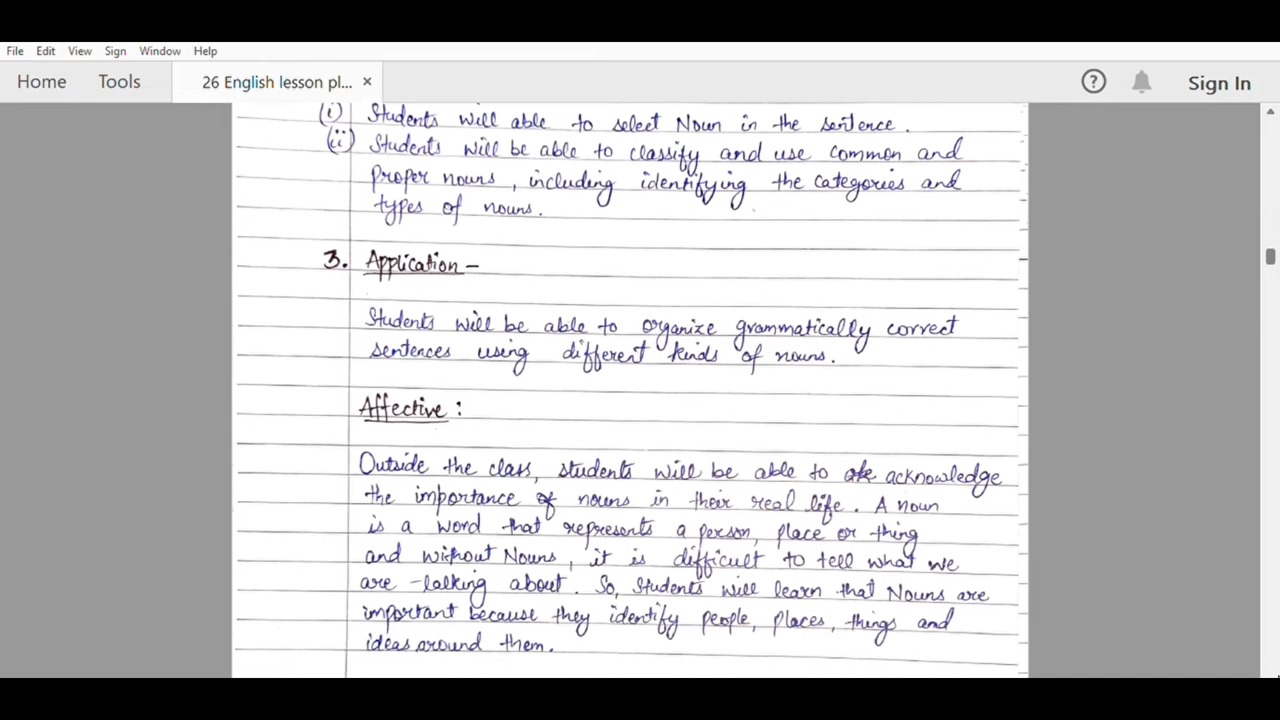 File Edit View Sign Window Help
Home Tools 26 English lesson pl... × ? Sign In
(i) Students will able to select Noun in the sentence.
(ii) Students will be able to classify and use common and
proper nouns, including identifying the categories and
types of nouns.
3. Application -
Students will be able to organize grammatically correct
sentences using different kinds of nouns.
Affective :
Outside the class, students will be able to acknowledge
the importance of nouns in their real life. A noun
is a word that represents a person, place or thing
and without Nouns, it is difficult to tell what we
are talking about. So, Students will learn that Nouns are
important because they identify people, places, things and
ideas around them.